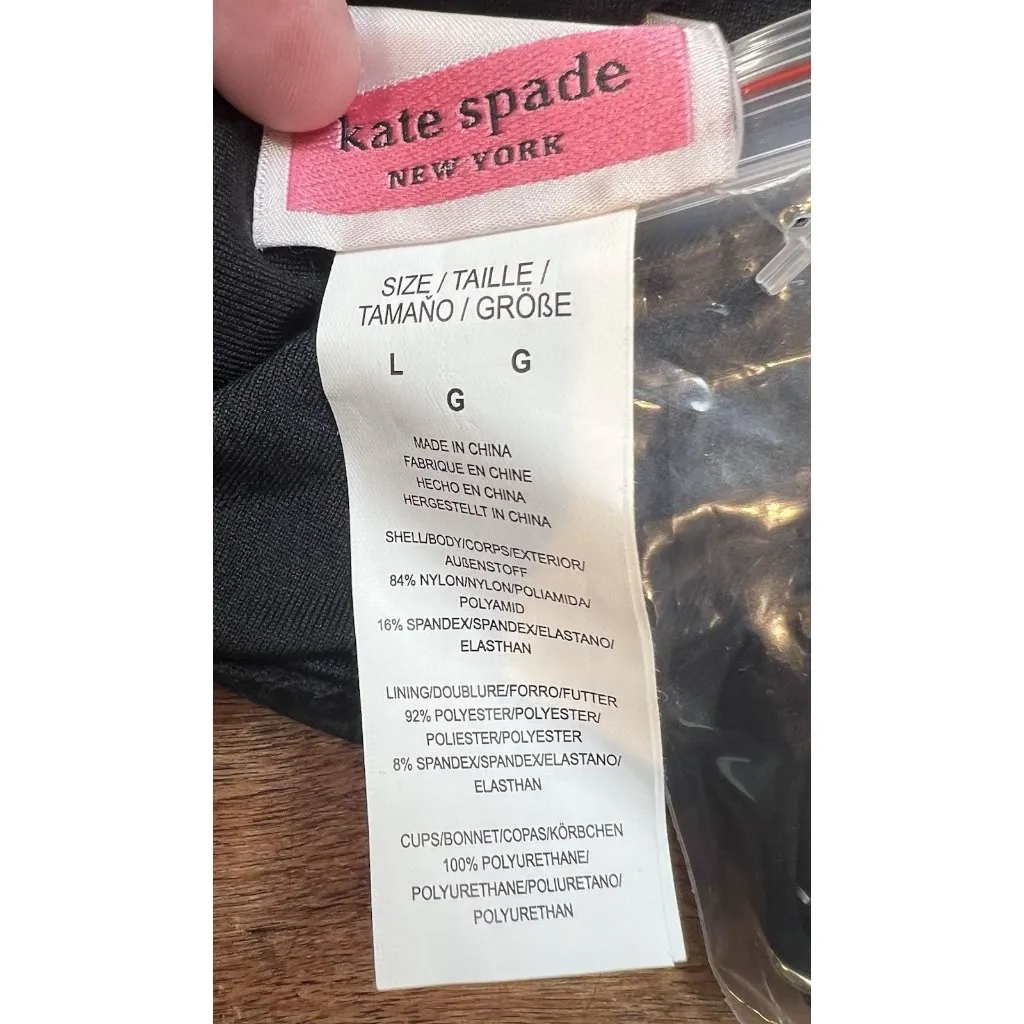 kate spade
NEW YORK
SIZE / TAILLE /
TAMAŇO / GRÖßE
L G
G
MADE IN CHINA
FABRIQUE EN CHINE
HECHO EN CHINA
HERGESTELLT IN CHINA
SHELL/BODY/CORPS/EXTERIOR/
AUßENSTOFF
84% NYLON/NYLON/POLIAMIDA/
POLYAMID
16% SPANDEX/SPANDEX/ELASTANO/
ELASTHAN
LINING/DOUBLURE/FORRO/FUTTER
92% POLYESTER/POLYESTER/
POLIESTER/POLYESTER
8% SPANDEX/SPANDEX/ELASTANO/
ELASTHAN
CUPS/BONNET/COPAS/KÖRBCHEN
100% POLYURETHANE/
POLYURETHANE/POLIURETANO/
POLYURETHAN